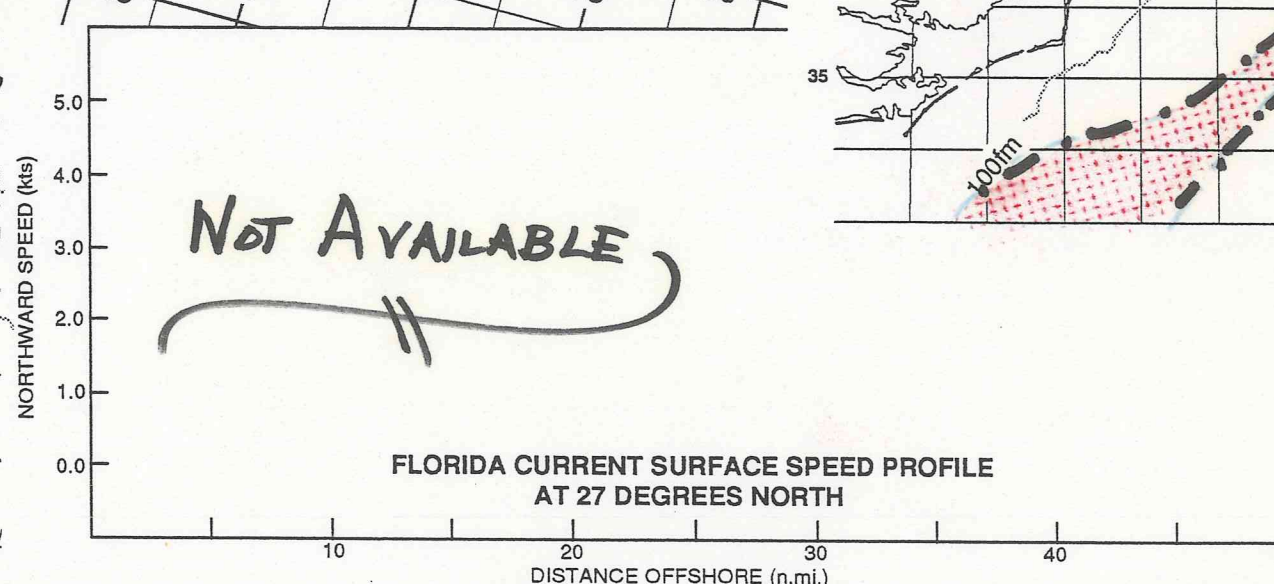 35
100fm
NORTHWARD SPEED (kts)
5.0
4.0
3.0
2.0
1.0
0.0
NOT AVAILABLE
FLORIDA CURRENT SURFACE SPEED PROFILE
AT 27 DEGREES NORTH
10
20
30
40
DISTANCE OFFSHORE (n.mi.)